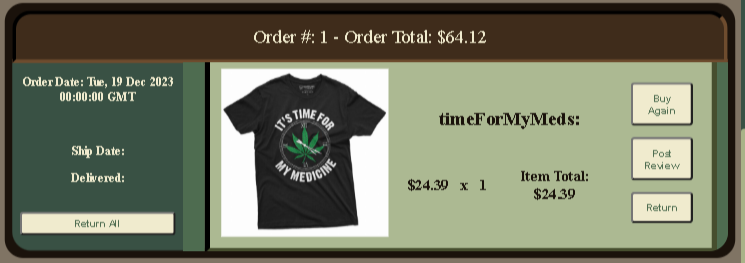 Order #: 1 - Order Total: $64.12
Order Date: Tue, 19 Dec 2023
00:00:00 GMT
Ship Date:
Delivered:
Return All
IT'S TIME FOR
MY MEDICINE
timeForMyMeds:
$24.39 x 1
Item Total:
$24.39
Buy
Again
Post
Review
Return